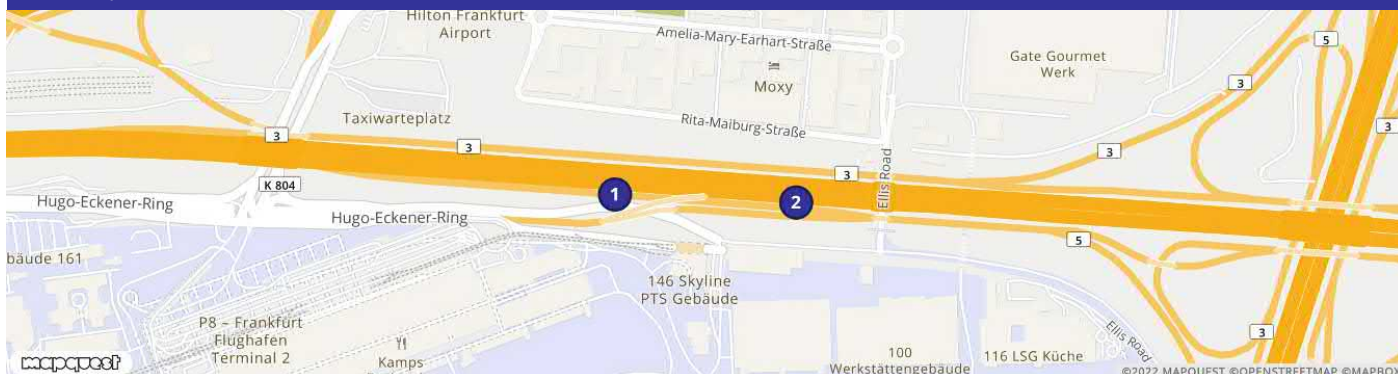 Hilton Frankfurt
Airport
Amelia-Mary-Earhart-Straße
Moxy
Gate Gourmet
Werk
5
3
3
Taxiwarteplatz
Rita-Maiburg-Straße
3
3
3
3
K 804
Ellis Road
1
2
Hugo-Eckener-Ring
Hugo-Eckener-Ring
5
bäude 161
146 Skyline
PTS Gebäude
P8 – Frankfurt
Flughafen
Terminal 2
Kamps
100
Werkstättengebäude
116 LSG Küche
Ellis Road
3
mapquest
©2022 MAPQUEST ©OPENSTREETMAP ©MAPBOX